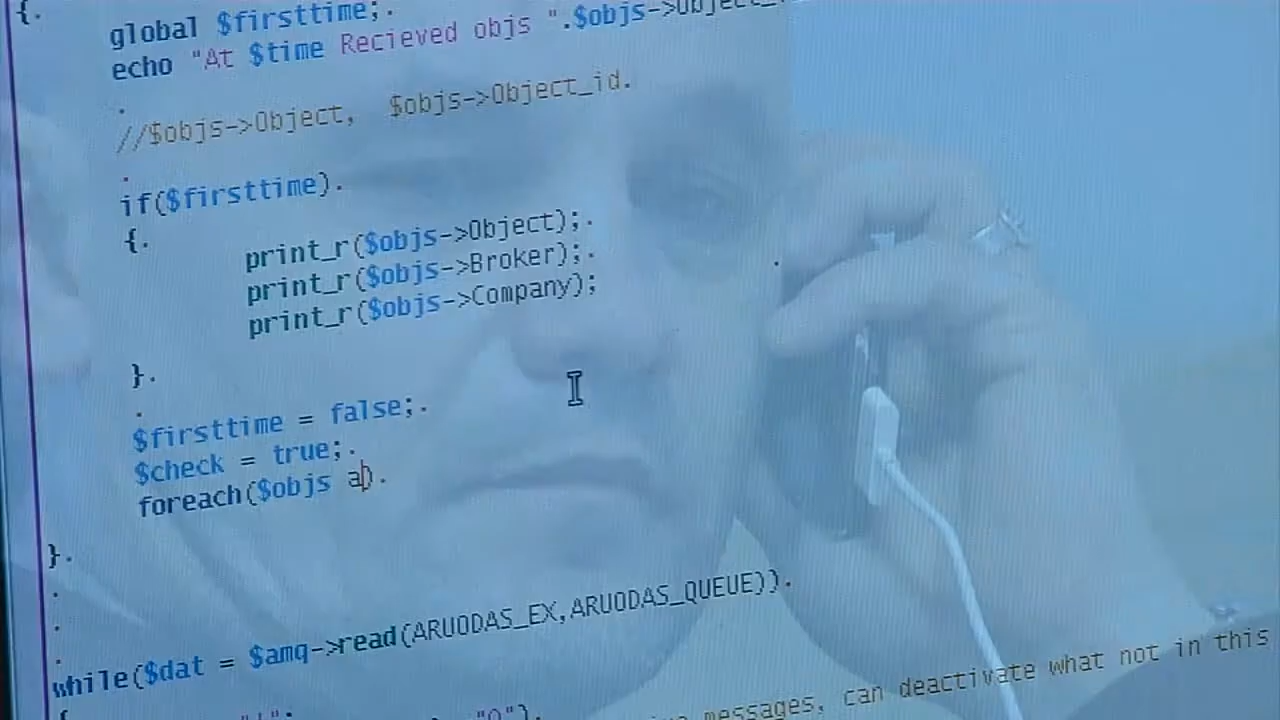 {.
global $firsttime;.
echo "At $time Recieved objs ".$objs->Object_
.
//$objs->Object, $objs->Object_id.
.
if($firsttime).
{.
print_r($objs->Object);.
print_r($objs->Broker);.
print_r($objs->Company);
}.
.
$firsttime = false;.
$check = true;.
foreach($objs a).
}.
.
.
.
while($dat = $amq->read(ARUODAS_EX,ARUODAS_QUEUE)).
{
messages, can deactivate what not in this